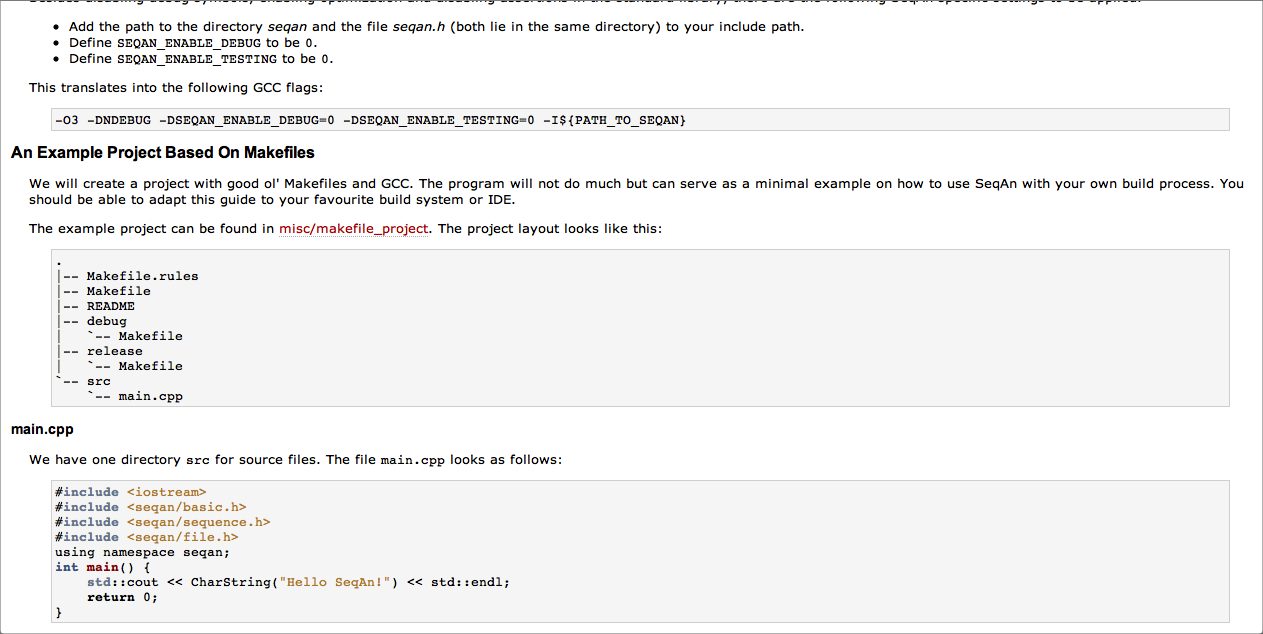 • Add the path to the directory seqan and the file seqan.h (both lie in the same directory) to your include path.
• Define SEQAN_ENABLE_DEBUG to be 0.
• Define SEQAN_ENABLE_TESTING to be 0.
This translates into the following GCC flags:
-O3 -DNDEBUG -DSEQAN_ENABLE_DEBUG=0 -DSEQAN_ENABLE_TESTING=0 -I${PATH_TO_SEQAN}
An Example Project Based On Makefiles
We will create a project with good ol' Makefiles and GCC. The program will not do much but can serve as a minimal example on how to use SeqAn with your own build process. You
should be able to adapt this guide to your favourite build system or IDE.
The example project can be found in misc/makefile_project. The project layout looks like this:
.
|-- Makefile.rules
|-- Makefile
|-- README
|-- debug
|   `-- Makefile
|-- release
|   `-- Makefile
`-- src
    `-- main.cpp
main.cpp
We have one directory src for source files. The file main.cpp looks as follows:
#include <iostream>
#include <seqan/basic.h>
#include <seqan/sequence.h>
#include <seqan/file.h>
using namespace seqan;
int main() {
    std::cout << CharString("Hello SeqAn!") << std::endl;
    return 0;
}